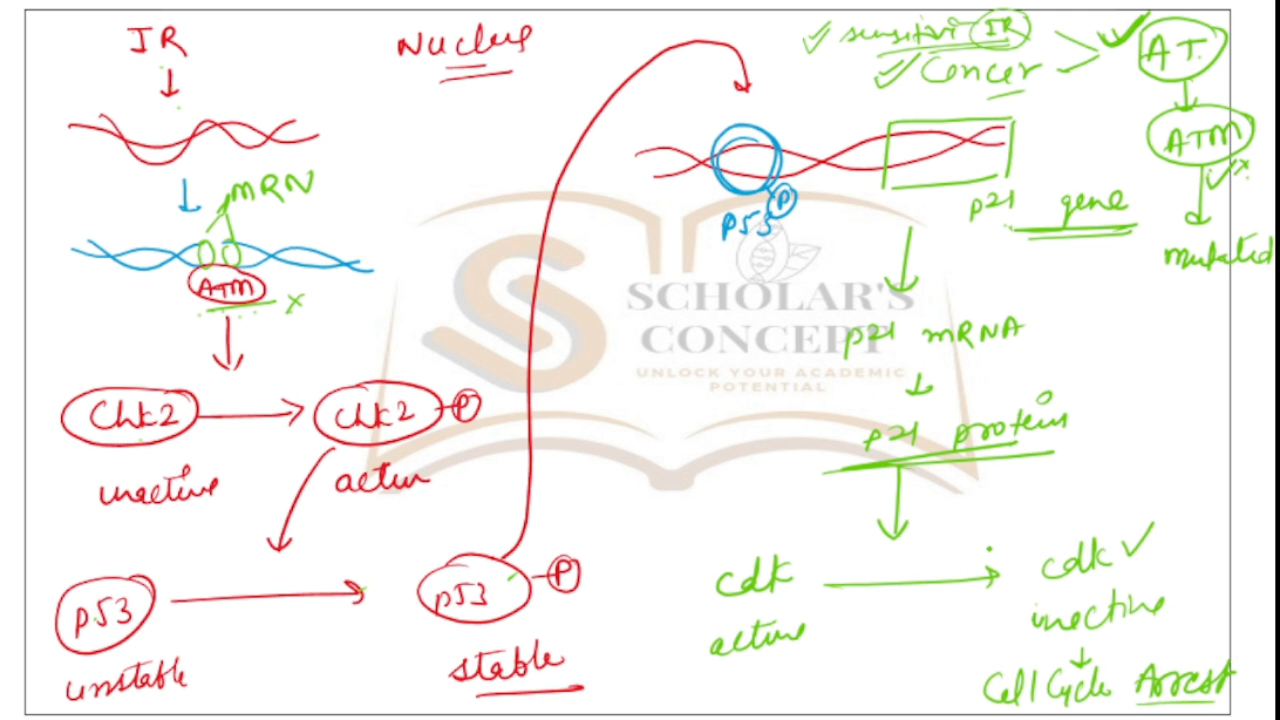 IR
Nucleus
sensitive IR
Cancer
A.T.
ATM
x
mutated
MRN
ATM
x
p53
P
p21 gene
SCHOLAR'S
CONCEPT
UNLOCK YOUR ACADEMIC
POTENTIAL
p21 mRNA
p21 protein
Chk2
Chk2
P
inactive
active
p53
p53
P
unstable
stable
cdk
active
cdk
inactive
Cell Cycle Arrest